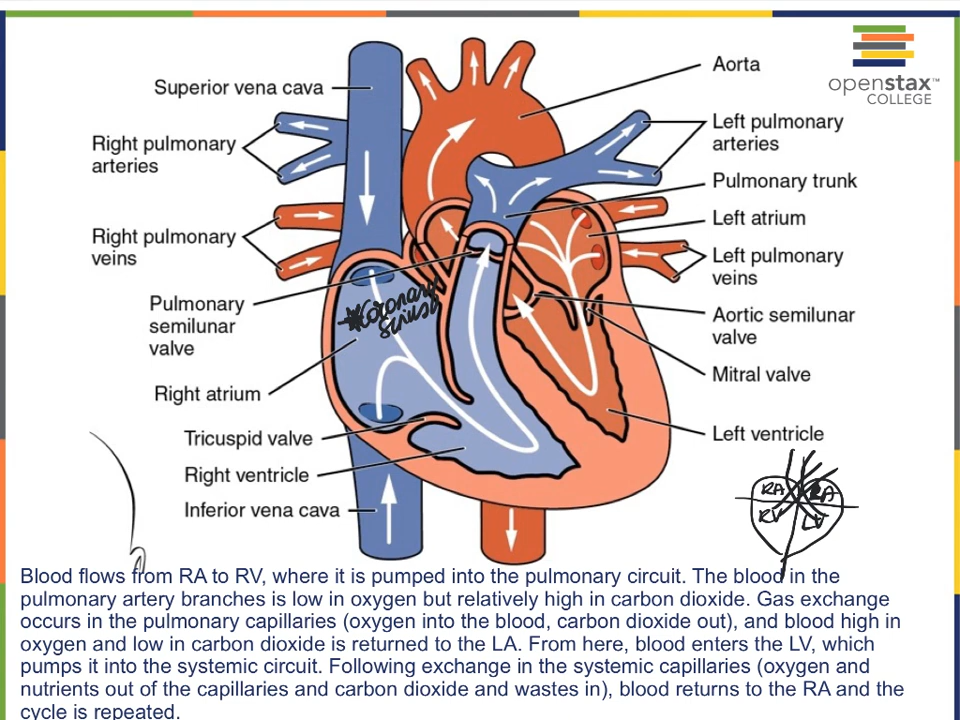 openstax™
COLLEGE
Superior vena cava
Right pulmonary
arteries
Right pulmonary
veins
Pulmonary
semilunar
valve
Right atrium
Tricuspid valve
Right ventricle
Inferior vena cava
Aorta
Left pulmonary
arteries
Pulmonary trunk
Left atrium
Left pulmonary
veins
Aortic semilunar
valve
Mitral valve
Left ventricle
*Coronary
RA RA
RV LV
Blood flows from RA to RV, where it is pumped into the pulmonary circuit. The blood in the
pulmonary artery branches is low in oxygen but relatively high in carbon dioxide. Gas exchange
occurs in the pulmonary capillaries (oxygen into the blood, carbon dioxide out), and blood high in
oxygen and low in carbon dioxide is returned to the LA. From here, blood enters the LV, which
pumps it into the systemic circuit. Following exchange in the systemic capillaries (oxygen and
nutrients out of the capillaries and carbon dioxide and wastes in), blood returns to the RA and the
cycle is repeated.